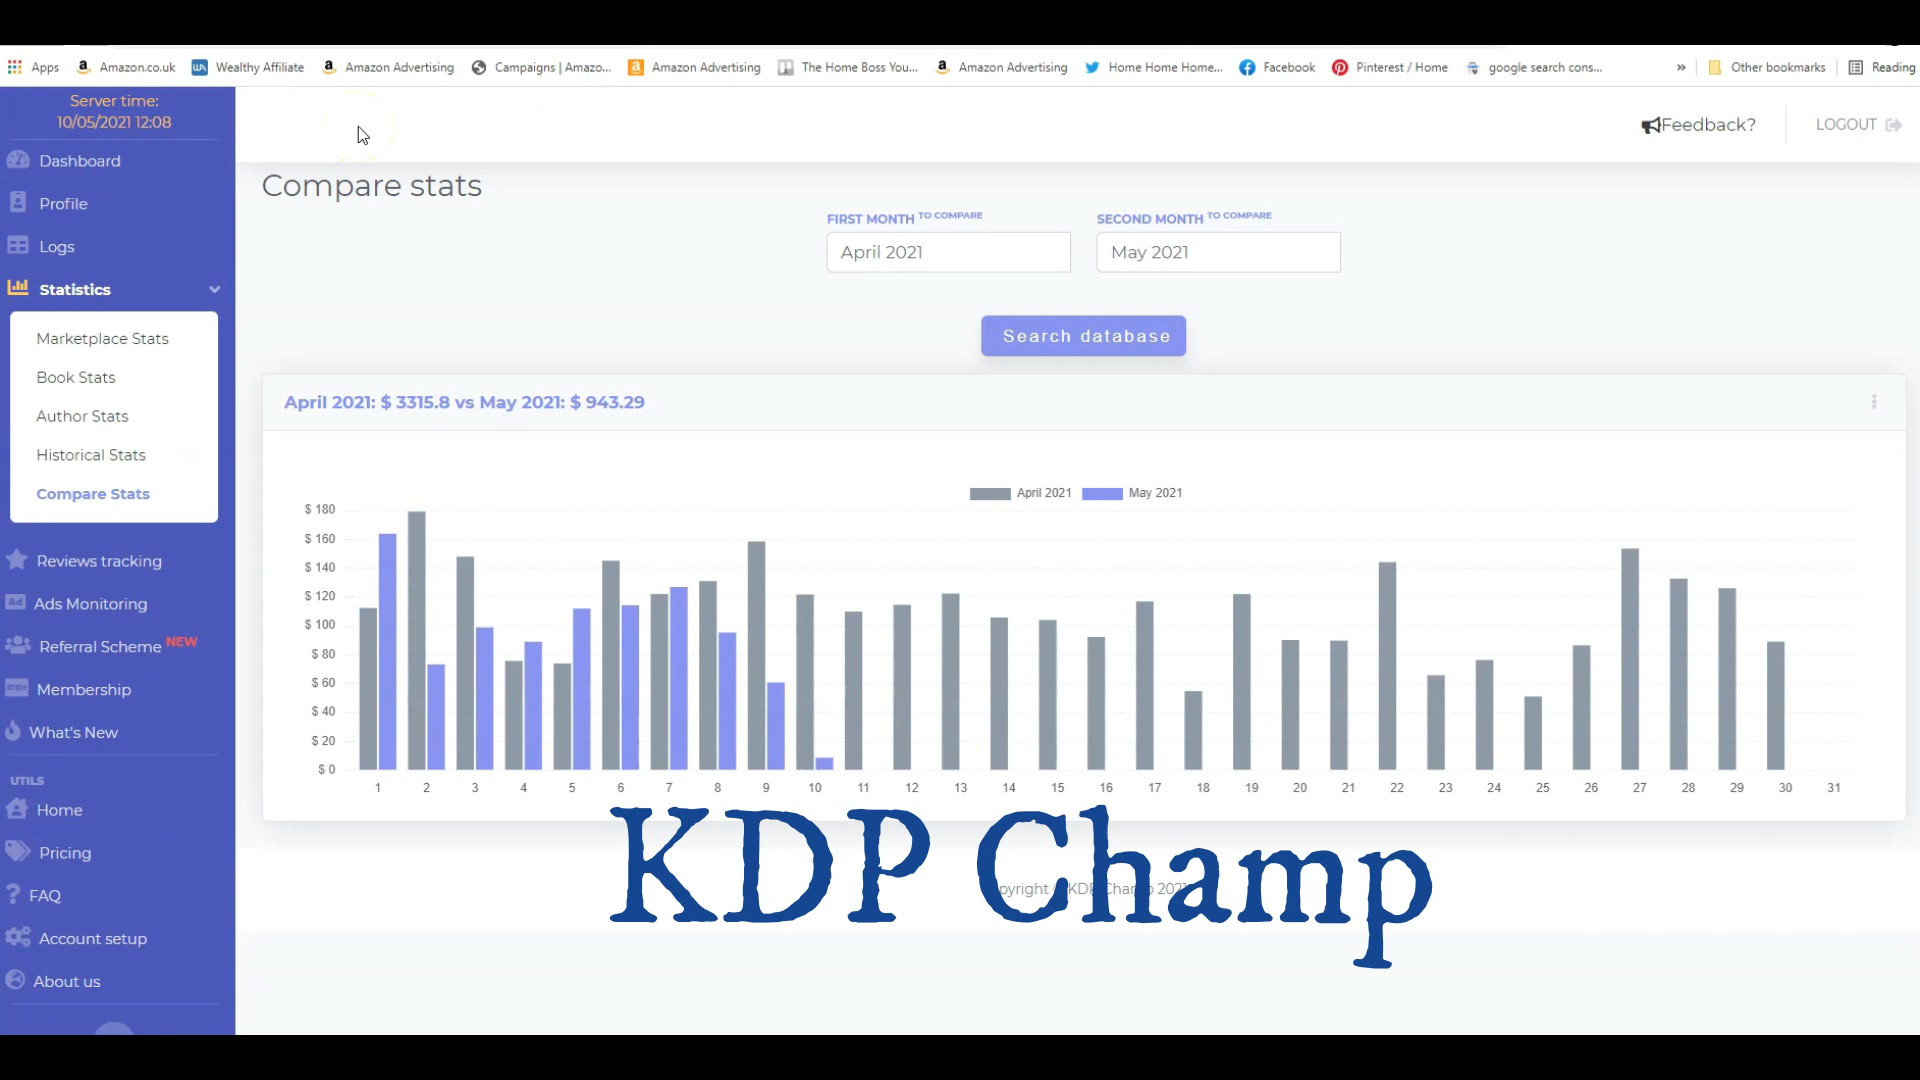 Apps Amazon.co.uk Wealthy Affiliate Amazon Advertising Campaigns | Amazo... Amazon Advertising The Home Boss You... Amazon Advertising Home Home Home... Facebook Pinterest / Home google search cons... » Other bookmarks Reading
Server time:
10/05/2021 12:08
Feedback?
LOGOUT
Dashboard
Profile
Logs
Statistics
Marketplace Stats
Book Stats
Author Stats
Historical Stats
Compare Stats
Reviews tracking
Ad Ads Monitoring
Referral Scheme NEW
stripe Membership
What's New
UTILS
Home
Pricing
? FAQ
Account setup
About us
Compare stats
FIRST MONTH TO COMPARE
April 2021
SECOND MONTH TO COMPARE
May 2021
Search database
April 2021: $ 3315.8 vs May 2021: $ 943.29
April 2021 May 2021
$ 180
$ 160
$ 140
$ 120
$ 100
$ 80
$ 60
$ 40
$ 20
$ 0
1 2 3 4 5 6 7 8 9 10 11 12 13 14 15 16 17 18 19 20 21 22 23 24 25 26 27 28 29 30 31
KDP Champ